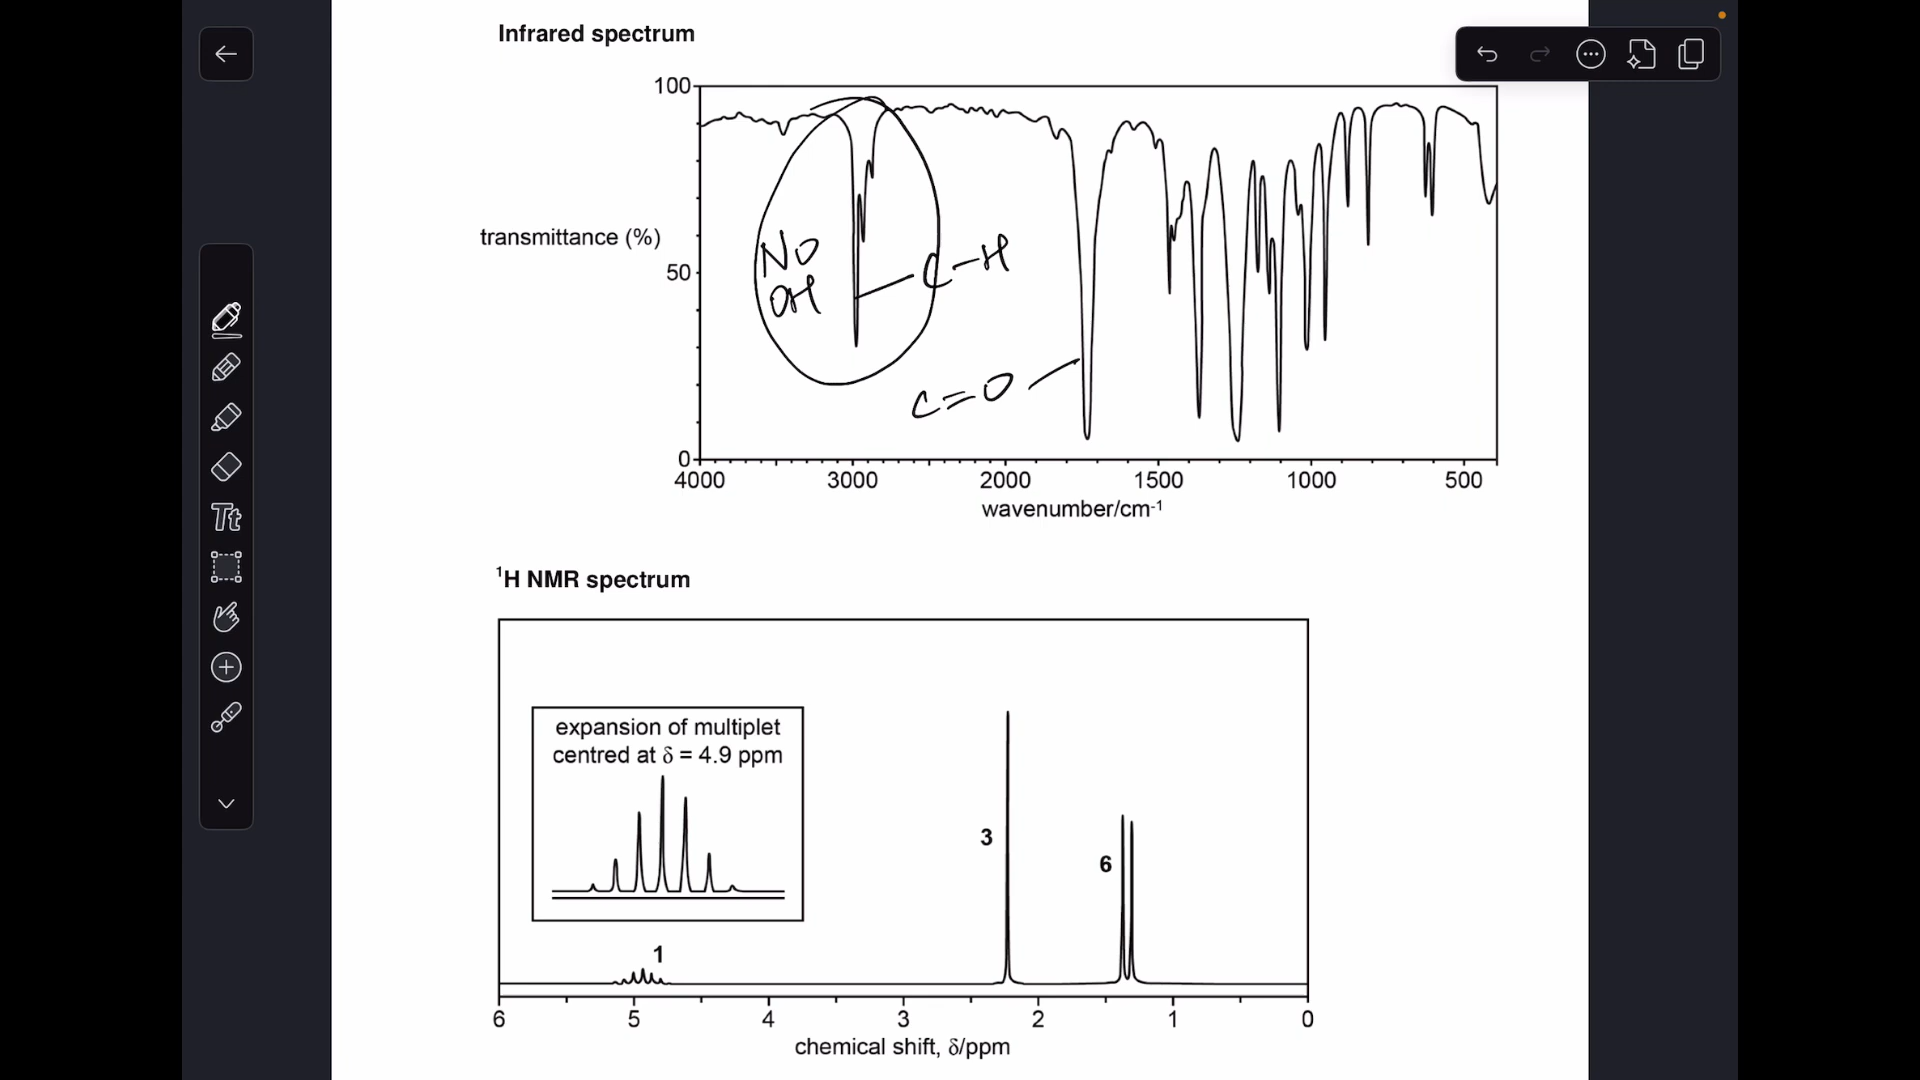 Infrared spectrum
100
transmittance (%)
50
0
NO
OH
C-H
C=O
4000 3000 2000 1500 1000 500
wavenumber/cm⁻¹
¹H NMR spectrum
expansion of multiplet
centred at δ = 4.9 ppm
1
3
6
6 5 4 3 2 1 0
chemical shift, δ/ppm
Tt